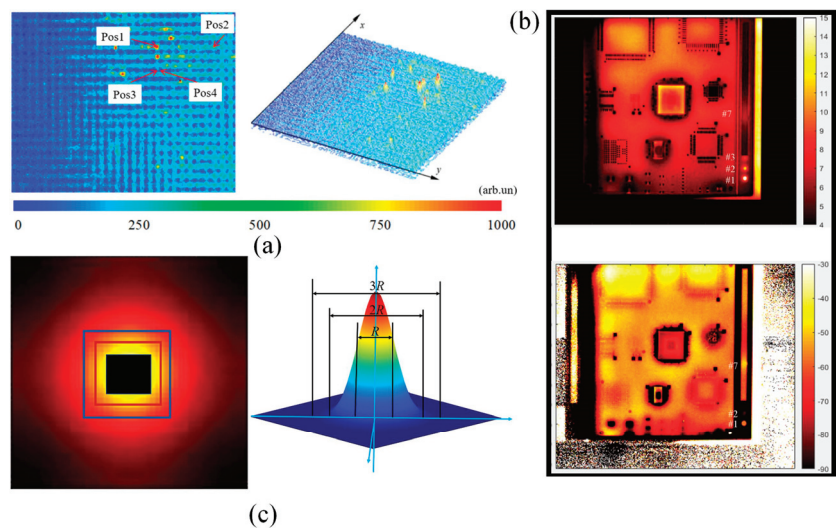 Pos1
Pos2
Pos3
Pos4
x
y
(arb.un)
0 250 500 750 1000
(a)
(b)
15
14
13
12
11
10
9
8
7
6
5
4
#7
#3
#2
#1
-30
-40
-50
-60
-70
-80
-90
#7
#2
#1
3R
2R
R
(c)